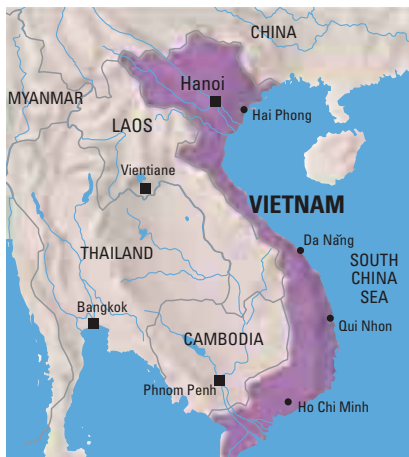 CHINA
Hanoi
MYANMAR
Hai Phong
LAOS
Vientiane
VIETNAM
Da Nãng
THAILAND
SOUTH
CHINA
SEA
Bangkok
Qui Nhon
CAMBODIA
Phnom Penh
Ho Chi Minh